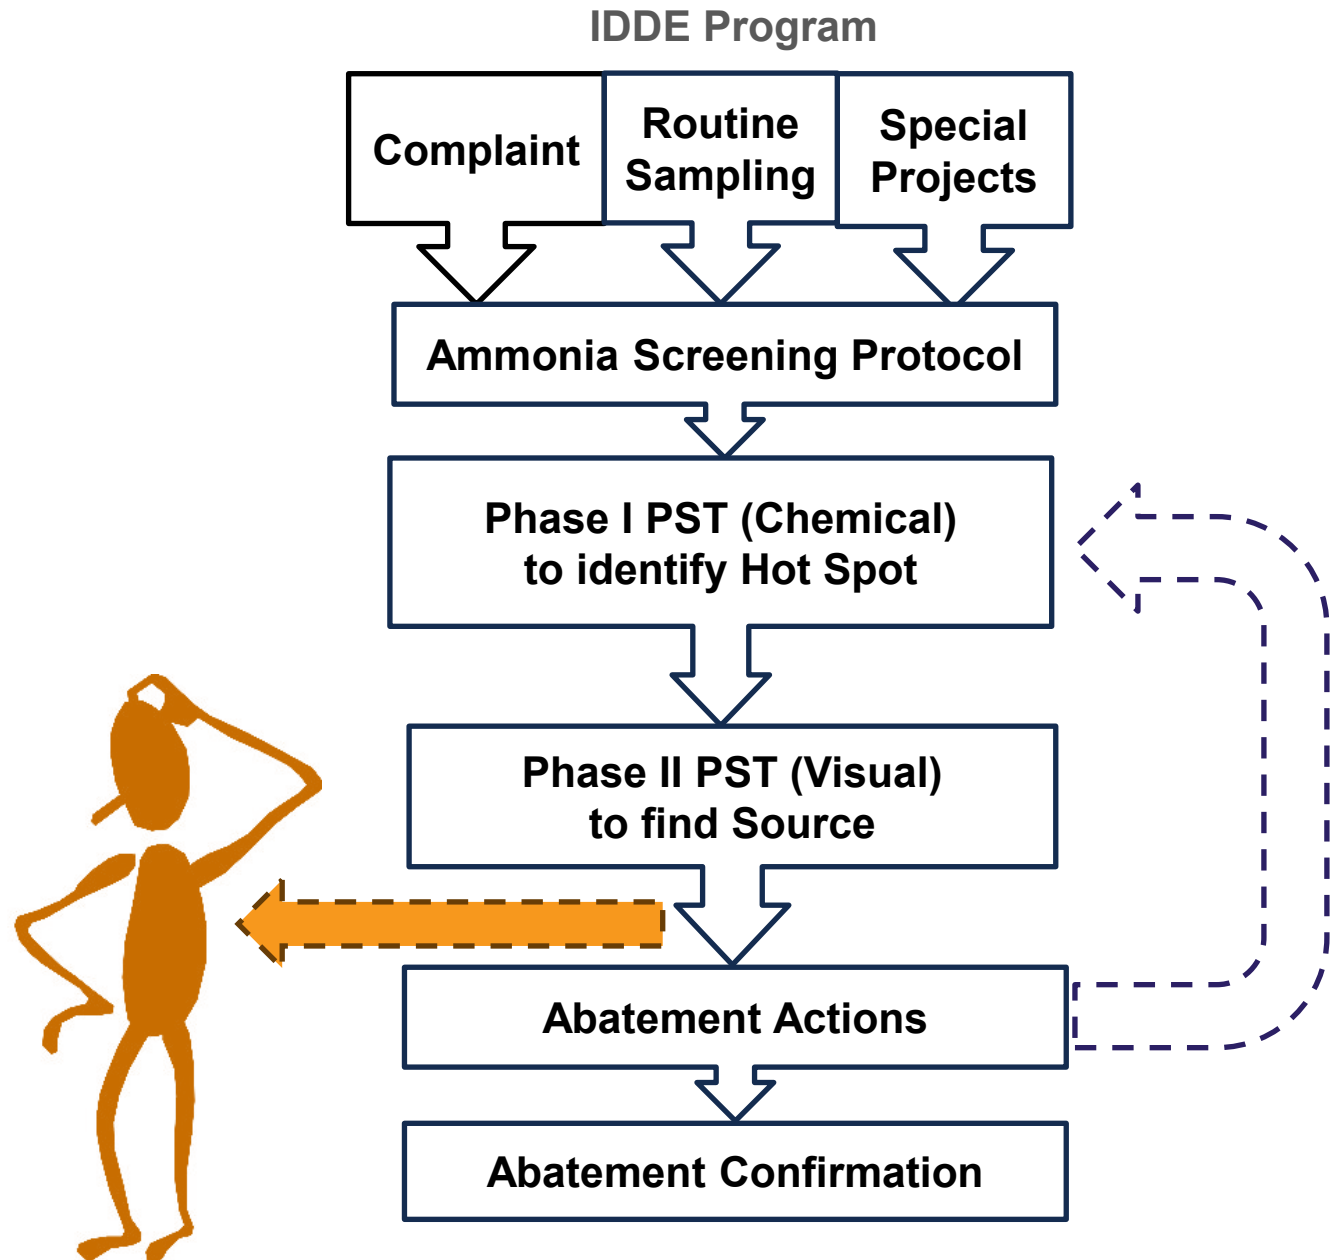 IDDE Program
Complaint
Routine
Sampling
Special
Projects
Ammonia Screening Protocol
Phase I PST (Chemical)
to identify Hot Spot
Phase II PST (Visual)
to find Source
Abatement Actions
Abatement Confirmation